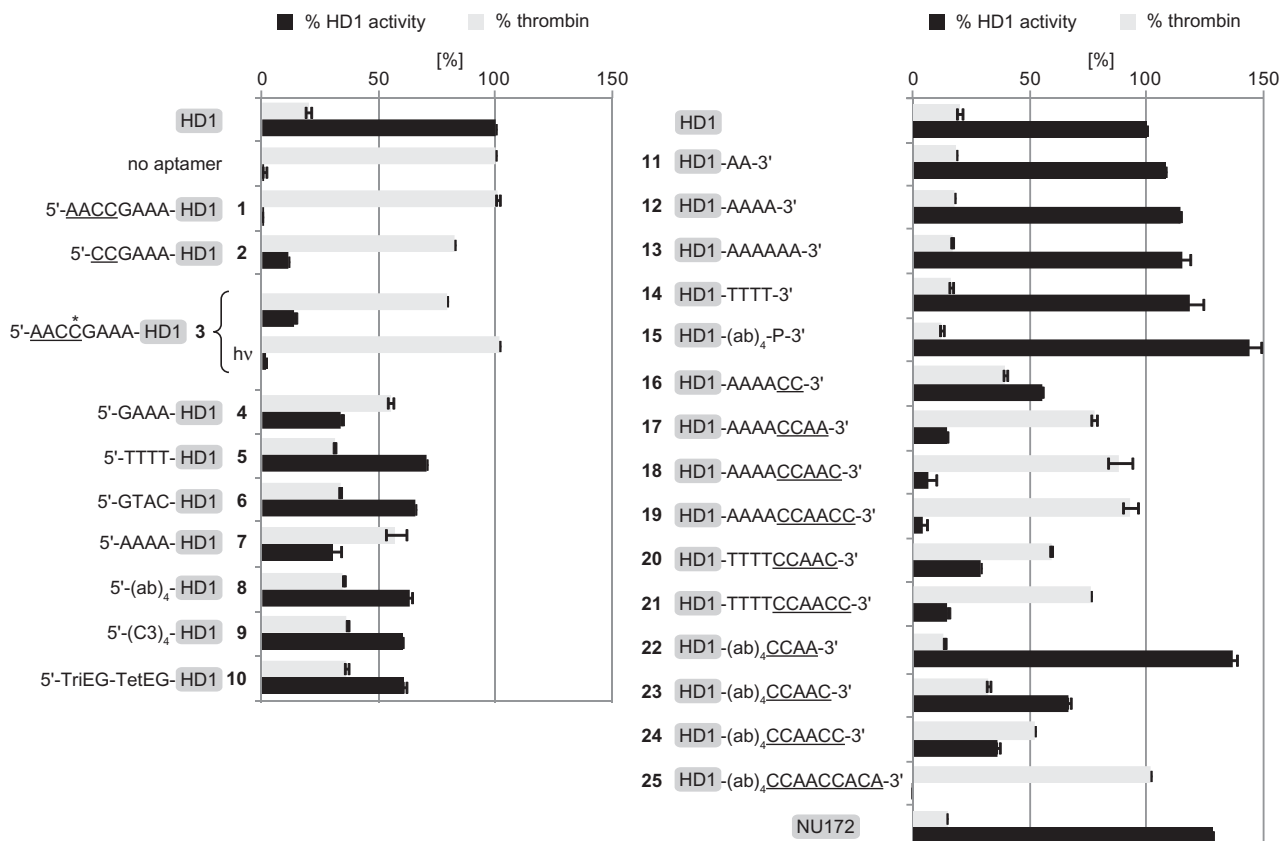 % HD1 activity % thrombin
[%]
0 50 100 150
HD1
no aptamer
5'-AACCGAAA-HD1 1
5'-CCGAAA-HD1 2
*
5'-AACCGAAA-HD1 3
hν
5'-GAAA-HD1 4
5'-TTTT-HD1 5
5'-GTAC-HD1 6
5'-AAAA-HD1 7
5'-(ab)4-HD1 8
5'-(C3)4-HD1 9
5'-TriEG-TetEG-HD1 10
% HD1 activity % thrombin
[%]
0 50 100 150
HD1
11 HD1-AA-3'
12 HD1-AAAA-3'
13 HD1-AAAAAA-3'
14 HD1-TTTT-3'
15 HD1-(ab)4-P-3'
16 HD1-AAAACC-3'
17 HD1-AAAACCAA-3'
18 HD1-AAAACCAAC-3'
19 HD1-AAAACCAACC-3'
20 HD1-TTTTCCAAC-3'
21 HD1-TTTTCCAACC-3'
22 HD1-(ab)4CCAA-3'
23 HD1-(ab)4CCAAC-3'
24 HD1-(ab)4CCAACC-3'
25 HD1-(ab)4CCAACCACA-3'
NU172